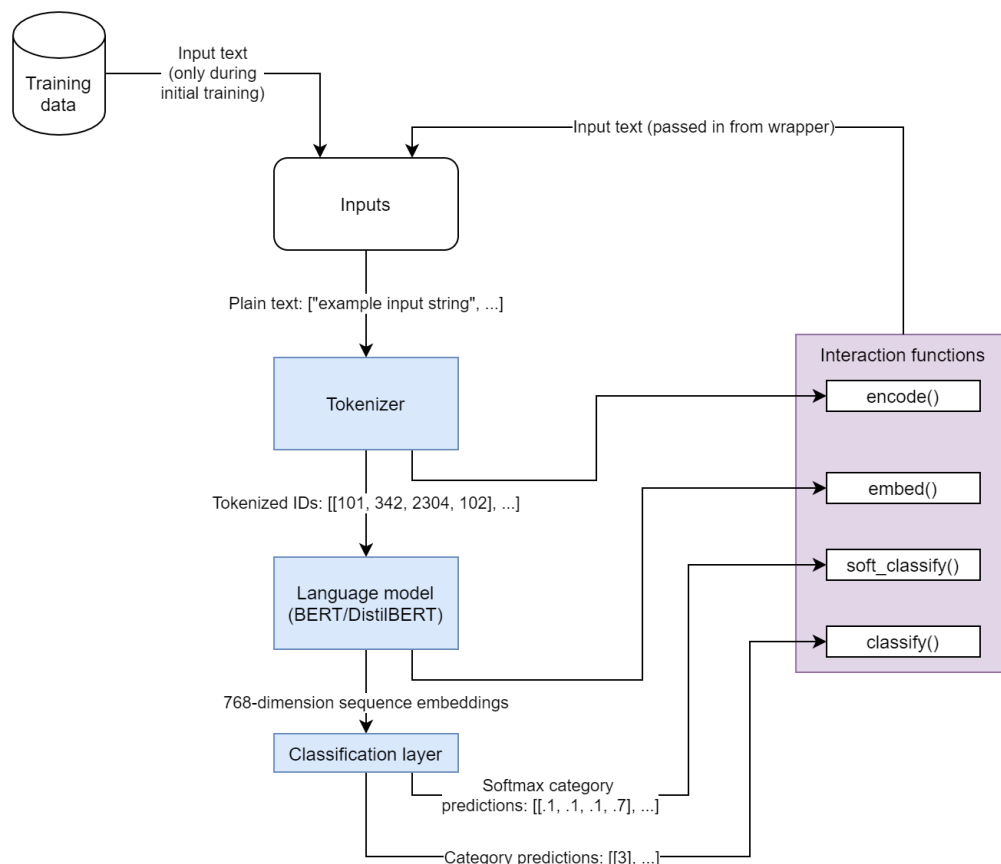 Training
data
Input text
(only during
initial training)
Input text (passed in from wrapper)
Inputs
Plain text: ["example input string", ...]
Interaction functions
Tokenizer
encode()
Tokenized IDs: [[101, 342, 2304, 102], ...]
embed()
Language model
(BERT/DistilBERT)
soft_classify()
classify()
768-dimension sequence embeddings
Classification layer
Softmax category
predictions: [[.1, .1, .1, .7], ...]
Category predictions: [[3], ...]